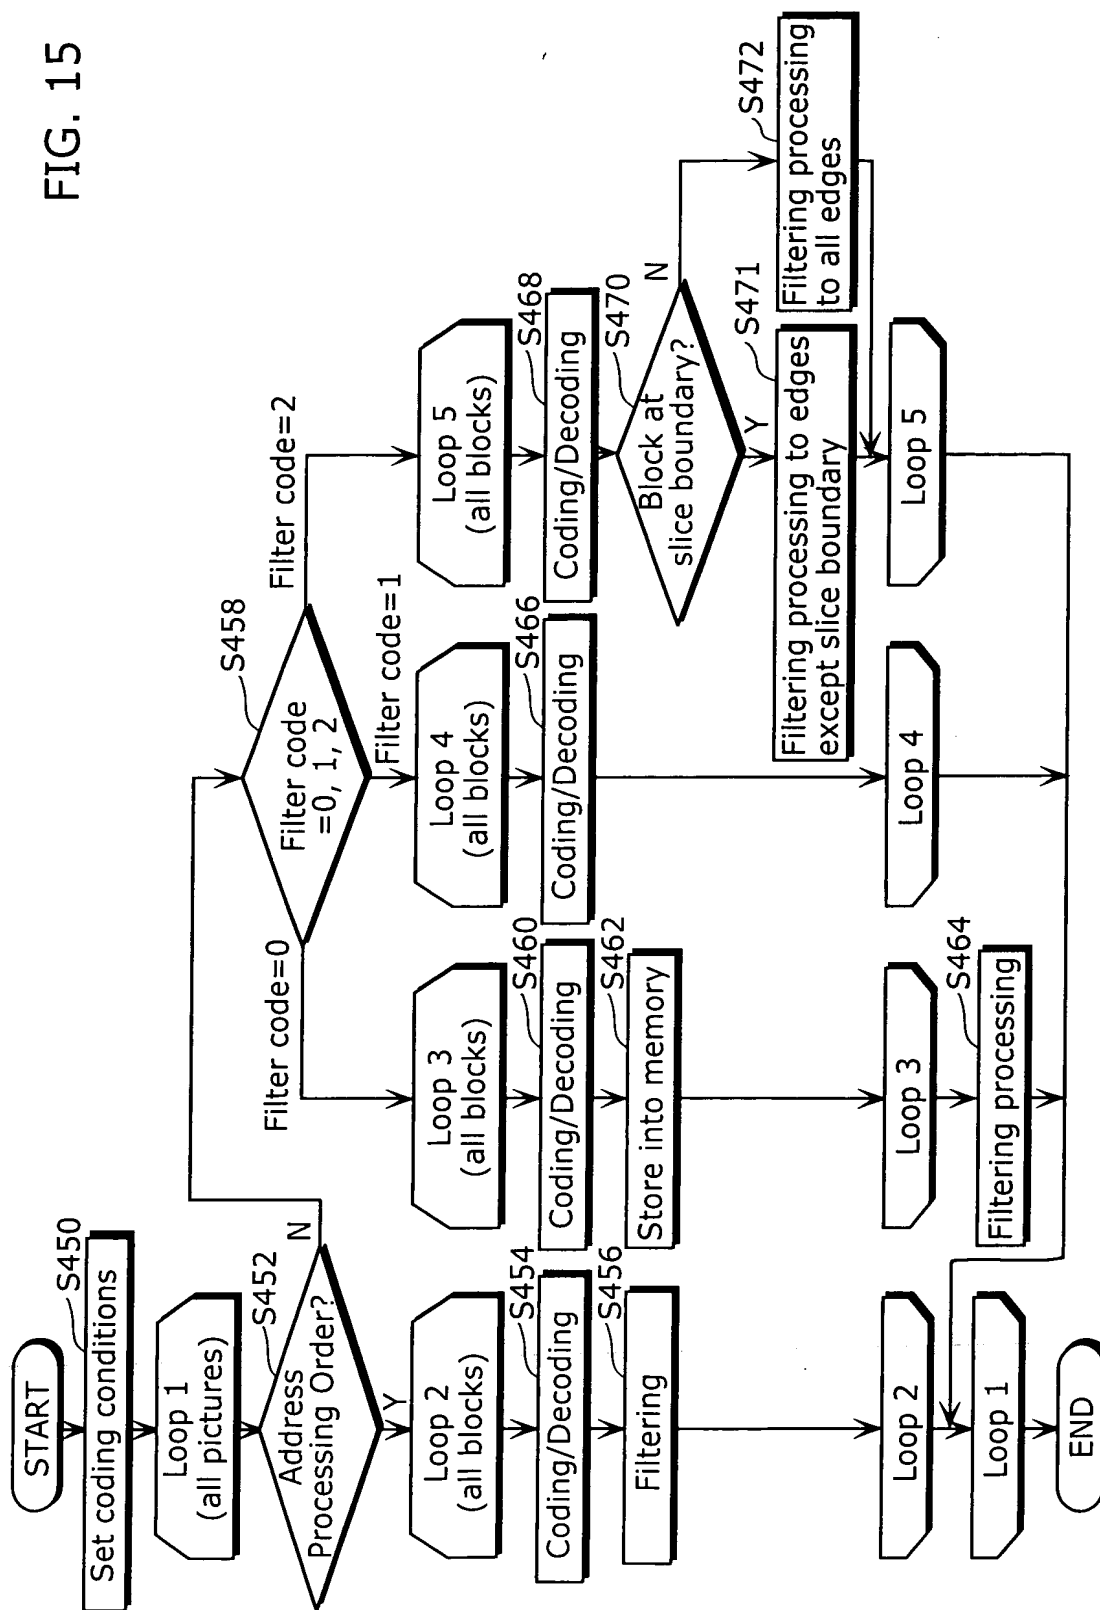 FIG. 15
START
Set coding conditions
S450
Loop 1
(all pictures)
Address
Processing Order?
S452
N
Y
Loop 2
(all blocks)
Coding/Decoding
S454
Filtering
S456
Loop 2
Loop 1
END
Filter code
=0, 1, 2
S458
Filter code=0
Filter code=1
Filter code=2
Loop 3
(all blocks)
Coding/Decoding
S460
Store into memory
S462
Loop 3
Filtering processing
S464
Loop 4
(all blocks)
Coding/Decoding
S466
Loop 4
Loop 5
(all blocks)
Coding/Decoding
S468
Block at
slice boundary?
S470
N
Y
Filtering processing to edges
except slice boundary
S471
Filtering processing
to all edges
S472
Loop 5